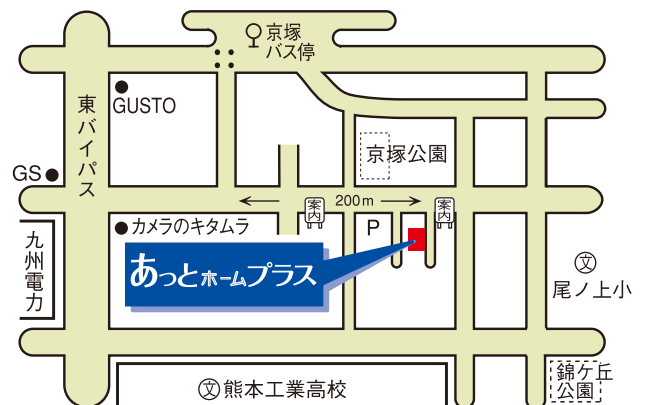 京塚
バス停
東バイパス
GUSTO
京塚公園
GS
200m
案内
案内
カメラのキタムラ
P
九州電力
あっとホームプラス
文
尾ノ上小
錦ケ丘
公園
文熊本工業高校